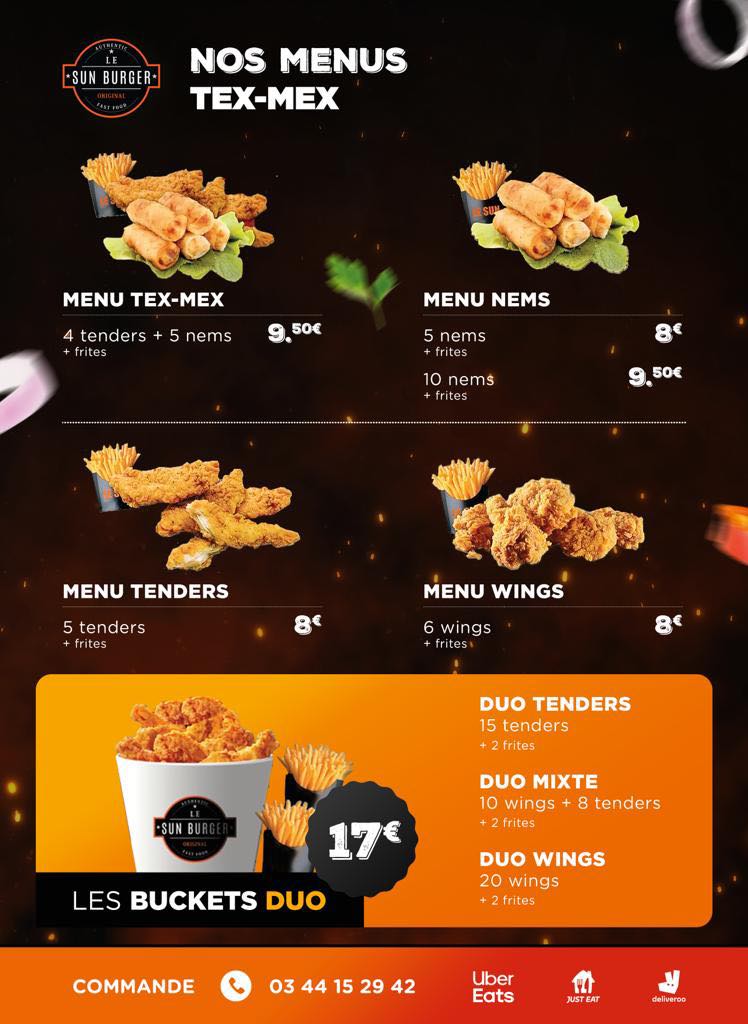 AUTHENTIC
LE
SUN BURGER
ORIGINAL
FAST FOOD
NOS MENUS
TEX-MEX
MENU TEX-MEX
4 tenders + 5 nems 9,50€
+ frites
MENU NEMS
5 nems 8€
+ frites
10 nems 9,50€
+ frites
MENU TENDERS
5 tenders 8€
+ frites
MENU WINGS
6 wings 8€
+ frites
AUTHENTIC
LE
SUN BURGER
ORIGINAL
17€
LES BUCKETS DUO
DUO TENDERS
15 tenders
+ 2 frites
DUO MIXTE
10 wings + 8 tenders
+ 2 frites
DUO WINGS
20 wings
+ 2 frites
COMMANDE 03 44 15 29 42
Uber
Eats
JUST EAT
deliveroo